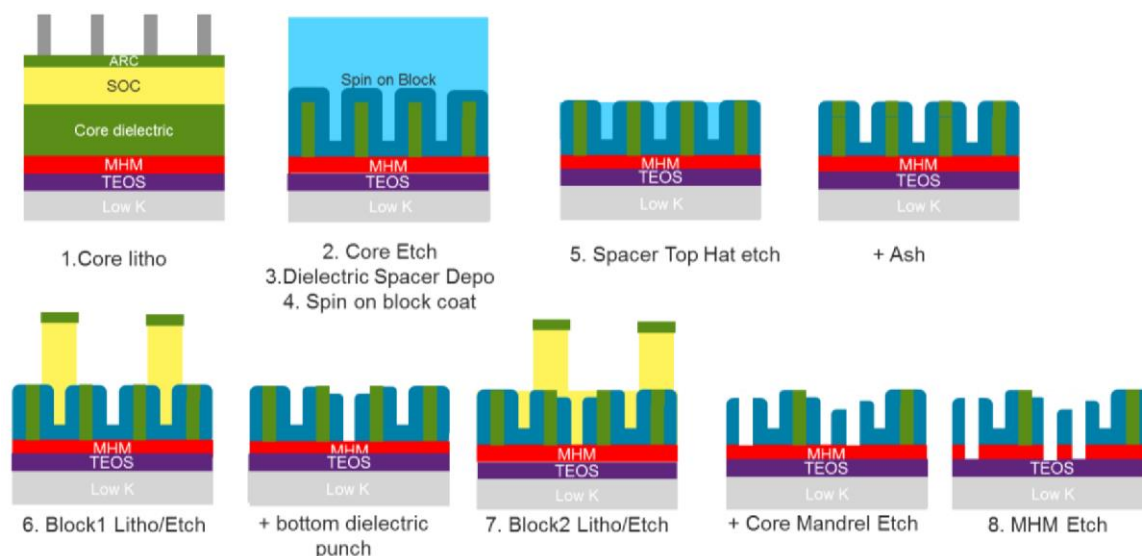 ARC
SOC
Core dielectric
MHM
TEOS
Low K
1.Core litho
Spin on Block
MHM
TEOS
Low K
2. Core Etch
3.Dielectric Spacer Depo
4. Spin on block coat
MHM
TEOS
Low K
5. Spacer Top Hat etch
MHM
TEOS
Low K
+ Ash
MHM
TEOS
Low K
6. Block1 Litho/Etch
MHM
TEOS
Low K
+ bottom dielectric
punch
MHM
TEOS
Low K
7. Block2 Litho/Etch
MHM
TEOS
Low K
+ Core Mandrel Etch
TEOS
Low K
8. MHM Etch